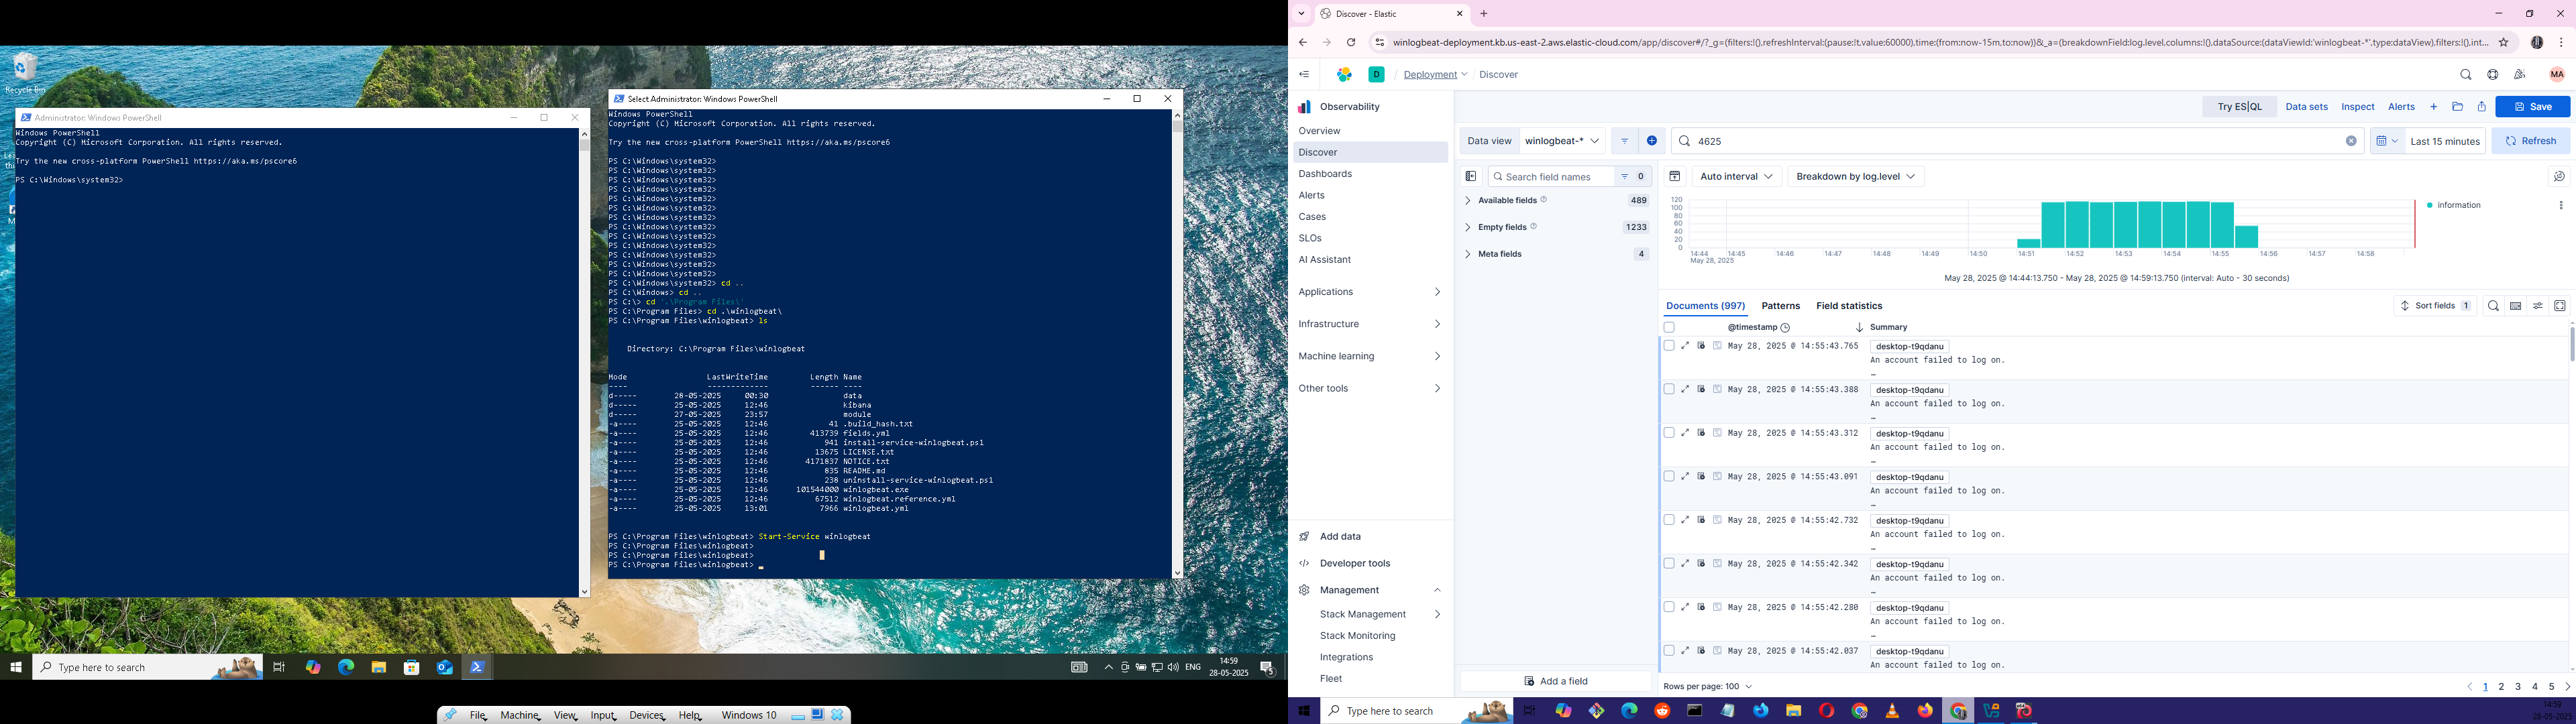 Recycle Bin
Administrator: Windows PowerShell
Windows PowerShell
Copyright (C) Microsoft Corporation. All rights reserved.
Try the new cross-platform PowerShell https://aka.ms/pscore6
PS C:\Windows\system32>
Select Administrator: Windows PowerShell
Windows PowerShell
Copyright (C) Microsoft Corporation. All rights reserved.
Try the new cross-platform PowerShell https://aka.ms/pscore6
PS C:\Windows\system32>
PS C:\Windows\system32>
PS C:\Windows\system32>
PS C:\Windows\system32>
PS C:\Windows\system32>
PS C:\Windows\system32>
PS C:\Windows\system32>
PS C:\Windows\system32>
PS C:\Windows\system32>
PS C:\Windows\system32>
PS C:\Windows\system32>
PS C:\Windows\system32>
PS C:\Windows\system32>
PS C:\Windows\system32> cd ..
PS C:\Windows> cd ..
PS C:\> cd '.\Program Files\'
PS C:\Program Files> cd .\winlogbeat\
PS C:\Program Files\winlogbeat> ls
Directory: C:\Program Files\winlogbeat
Mode LastWriteTime Length Name
---- ------------- ------ ----
d----- 28-05-2025 00:30 data
d----- 25-05-2025 12:46 kibana
d----- 27-05-2025 23:57 module
-a---- 25-05-2025 12:46 41 .build_hash.txt
-a---- 25-05-2025 12:46 413739 fields.yml
-a---- 25-05-2025 12:46 941 install-service-winlogbeat.ps1
-a---- 25-05-2025 12:46 13675 LICENSE.txt
-a---- 25-05-2025 12:46 4171837 NOTICE.txt
-a---- 25-05-2025 12:46 835 README.md
-a---- 25-05-2025 12:46 238 uninstall-service-winlogbeat.ps1
-a---- 25-05-2025 12:46 101544000 winlogbeat.exe
-a---- 25-05-2025 12:46 67512 winlogbeat.reference.yml
-a---- 25-05-2025 13:01 7966 winlogbeat.yml
PS C:\Program Files\winlogbeat> Start-Service winlogbeat
PS C:\Program Files\winlogbeat>
PS C:\Program Files\winlogbeat>
PS C:\Program Files\winlogbeat>
Type here to search
ENG
14:59
28-05-2025
5
File Machine View Input Devices Help Windows 10
Discover - Elastic
winlogbeat-deployment.kb.us-east-2.aws.elastic-cloud.com/app/discover#/?_g=(filters:!(),refreshInterval:(pause:!t,value:60000),time:(from:now-15m,to:now))&_a=(breakdownField:log.level,columns:!(),dataSource:(dataViewId:'winlogbeat-*',type:dataView),filters:!(),int...
D / Deployment / Discover
MA
Observability
Overview
Discover
Dashboards
Alerts
Cases
SLOs
AI Assistant
Applications
Infrastructure
Machine learning
Other tools
Add data
Developer tools
Management
Stack Management
Stack Monitoring
Integrations
Fleet
Try ES|QL Data sets Inspect Alerts Save
Data view winlogbeat-* 4625 Last 15 minutes Refresh
Search field names 0
Available fields 489
Empty fields 1233
Meta fields 4
Add a field
Auto interval Breakdown by log.level
120
100
80
60
40
20
0
information
14:44 14:45 14:46 14:47 14:48 14:49 14:50 14:51 14:52 14:53 14:54 14:55 14:56 14:57 14:58
May 28, 2025
May 28, 2025 @ 14:44:13.750 - May 28, 2025 @ 14:59:13.750 (interval: Auto - 30 seconds)
Documents (997) Patterns Field statistics Sort fields 1
@timestamp Summary
May 28, 2025 @ 14:55:43.765 desktop-t9qdanu
An account failed to log on.
…
May 28, 2025 @ 14:55:43.388 desktop-t9qdanu
An account failed to log on.
…
May 28, 2025 @ 14:55:43.312 desktop-t9qdanu
An account failed to log on.
…
May 28, 2025 @ 14:55:43.091 desktop-t9qdanu
An account failed to log on.
…
May 28, 2025 @ 14:55:42.732 desktop-t9qdanu
An account failed to log on.
…
May 28, 2025 @ 14:55:42.342 desktop-t9qdanu
An account failed to log on.
…
May 28, 2025 @ 14:55:42.280 desktop-t9qdanu
An account failed to log on.
…
May 28, 2025 @ 14:55:42.037 desktop-t9qdanu
An account failed to log on.
Rows per page: 100 1 2 3 4 5
Type here to search
14:59
28-05-2025